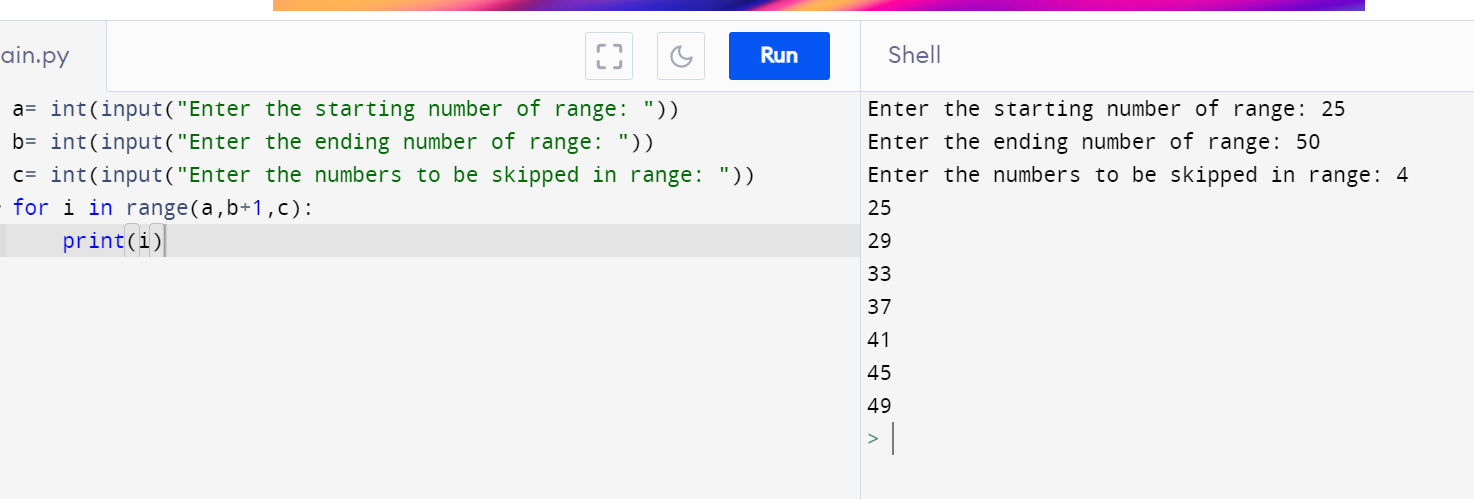 ain.py
Run
a= int(input("Enter the starting number of range: "))
b= int(input("Enter the ending number of range: "))
c= int(input("Enter the numbers to be skipped in range: "))
for i in range(a,b+1,c):
    print(i)
Shell
Enter the starting number of range: 25
Enter the ending number of range: 50
Enter the numbers to be skipped in range: 4
25
29
33
37
41
45
49
>